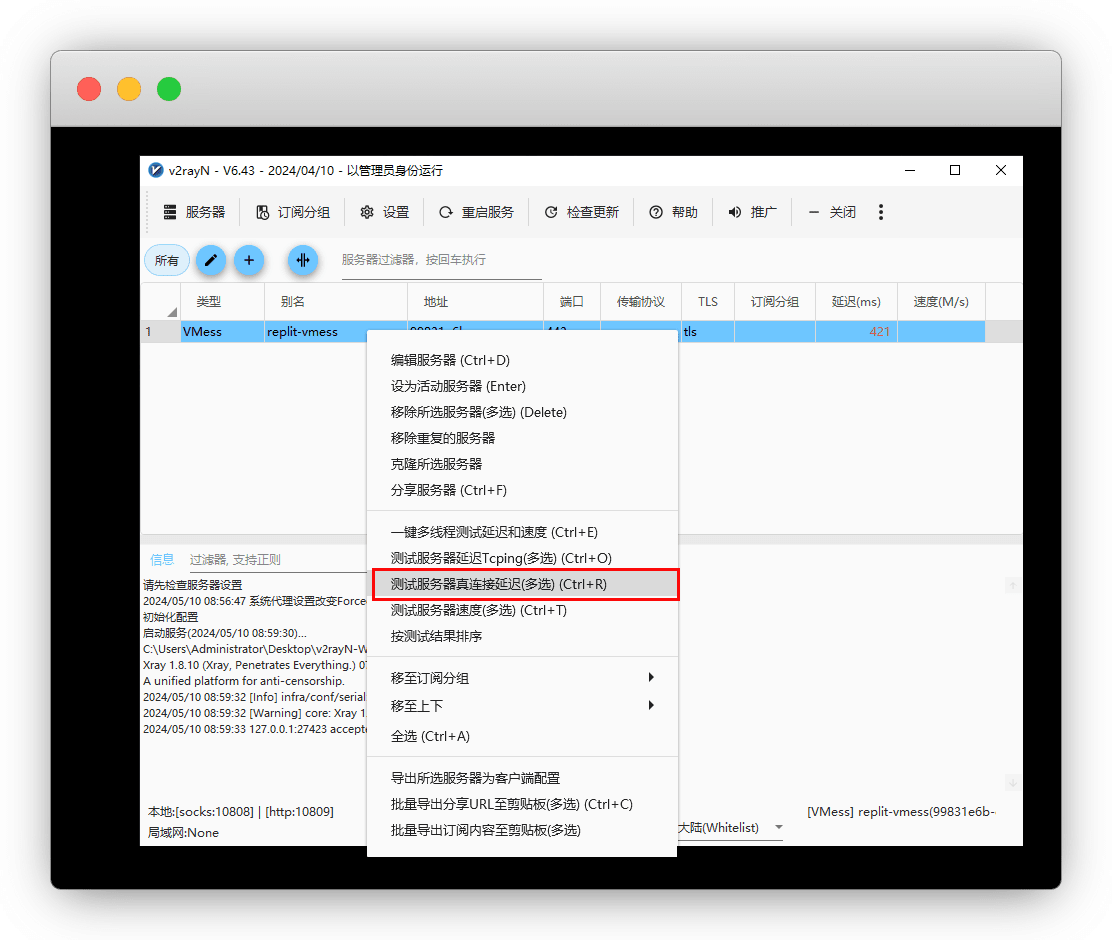 v2rayN - V6.43 - 2024/04/10 - 以管理员身份运行
服务器 订阅分组 设置 重启服务 检查更新 帮助 推广 关闭
所有 服务器过滤器，按回车执行
类型 别名 地址 端口 传输协议 TLS 订阅分组 延迟(ms) 速度(M/s)
1 VMess replit-vmess tls 421
编辑服务器 (Ctrl+D)
设为活动服务器 (Enter)
移除所选服务器(多选) (Delete)
移除重复的服务器
克隆所选服务器
分享服务器 (Ctrl+F)
一键多线程测试延迟和速度 (Ctrl+E)
测试服务器延迟Tcping(多选) (Ctrl+O)
测试服务器真连接延迟(多选) (Ctrl+R)
测试服务器速度(多选) (Ctrl+T)
按测试结果排序
移至订阅分组
移至上下
全选 (Ctrl+A)
导出所选服务器为客户端配置
批量导出分享URL至剪贴板(多选) (Ctrl+C)
批量导出订阅内容至剪贴板(多选)
信息 过滤器, 支持正则
请先检查服务器设置
2024/05/10 08:56:47 系统代理设置改变Force
初始化配置
启动服务(2024/05/10 08:59:30)...
C:\Users\Administrator\Desktop\v2rayN-W
Xray 1.8.10 (Xray, Penetrates Everything.)
A unified platform for anti-censorship.
2024/05/10 08:59:32 [Info] infra/conf/serial
2024/05/10 08:59:32 [Warning] core: Xray 1.
2024/05/10 08:59:33 127.0.0.1:27423 accepte
本地:[socks:10808] | [http:10809]
局域网:None
大陆(Whitelist)
[VMess] replit-vmess(99831e6b-